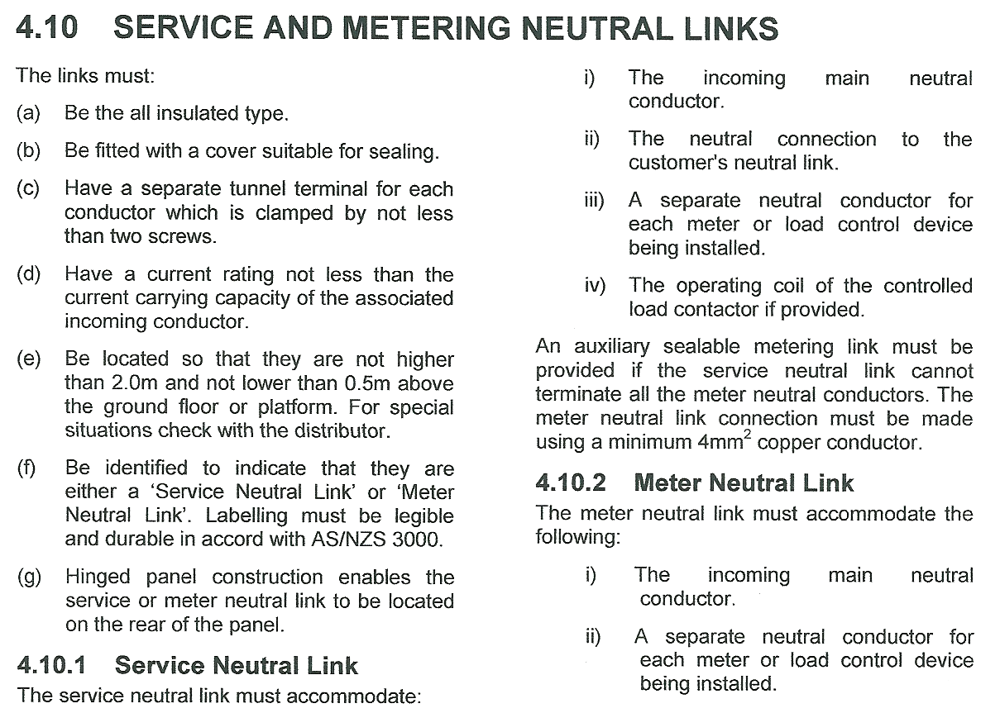 4.10 SERVICE AND METERING NEUTRAL LINKS
The links must:
(a) Be the all insulated type.
(b) Be fitted with a cover suitable for sealing.
(c) Have a separate tunnel terminal for each
conductor which is clamped by not less
than two screws.
(d) Have a current rating not less than the
current carrying capacity of the associated
incoming conductor.
(e) Be located so that they are not higher
than 2.0m and not lower than 0.5m above
the ground floor or platform. For special
situations check with the distributor.
(f) Be identified to indicate that they are
either a ‘Service Neutral Link’ or ‘Meter
Neutral Link’. Labelling must be legible
and durable in accord with AS/NZS 3000.
(g) Hinged panel construction enables the
service or meter neutral link to be located
on the rear of the panel.
4.10.1 Service Neutral Link
The service neutral link must accommodate:
i) The incoming main neutral
conductor.
ii) The neutral connection to the
customer's neutral link.
iii) A separate neutral conductor for
each meter or load control device
being installed.
iv) The operating coil of the controlled
load contactor if provided.
An auxiliary sealable metering link must be
provided if the service neutral link cannot
terminate all the meter neutral conductors. The
meter neutral link connection must be made
using a minimum 4mm² copper conductor.
4.10.2 Meter Neutral Link
The meter neutral link must accommodate the
following:
i) The incoming main neutral
conductor.
ii) A separate neutral conductor for
each meter or load control device
being installed.